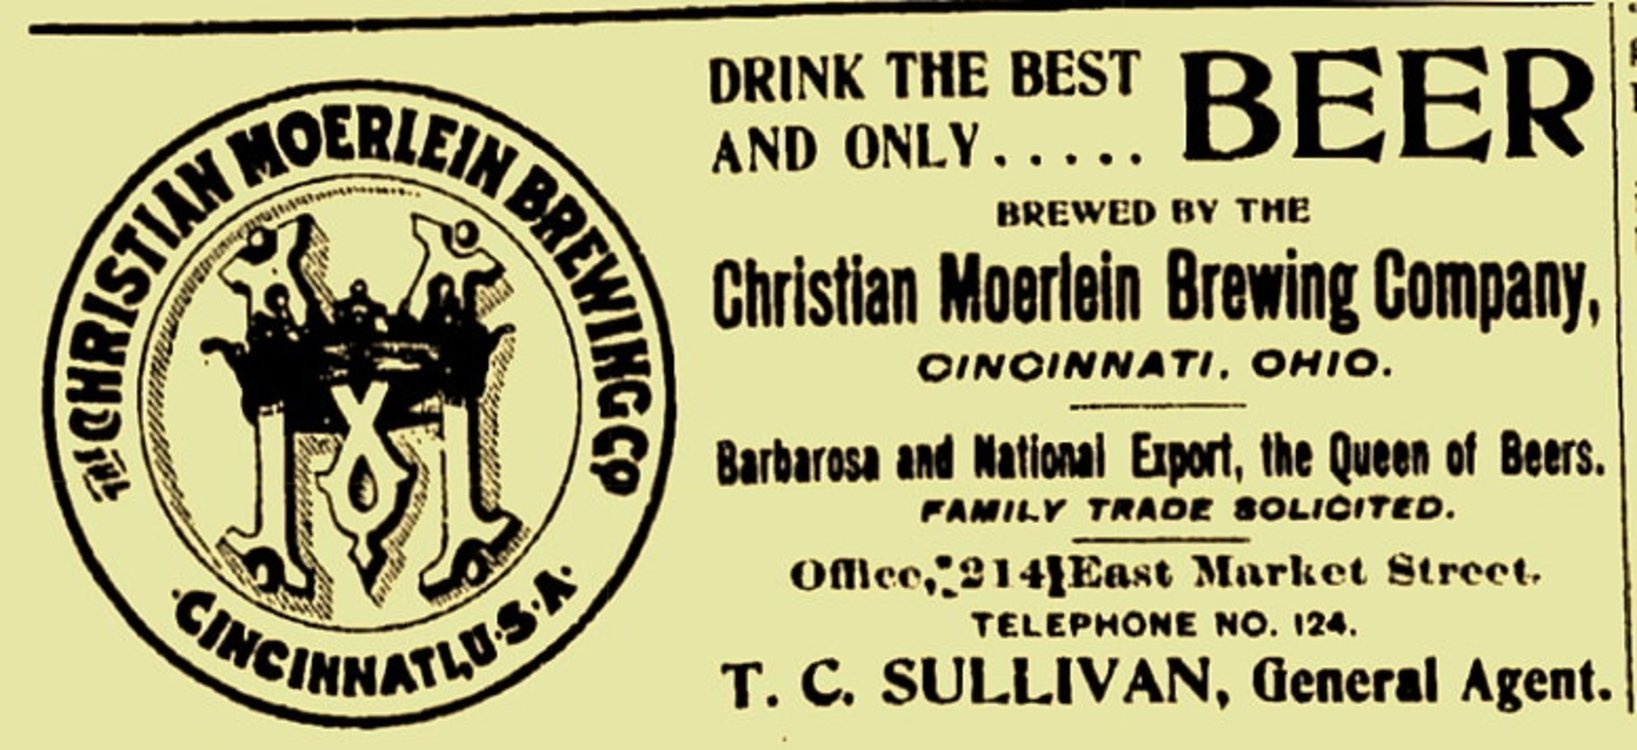 THE CHRISTIAN MOERLEIN BREWING CO
CINCINNATI, U·S·A·
DRINK THE BEST
AND ONLY.....
BEER
BREWED BY THE
Christian Moerlein Brewing Company,
CINCINNATI, OHIO.
Barbarosa and National Export, the Queen of Beers.
FAMILY TRADE SOLICITED.
Office, 214 East Market Street.
TELEPHONE NO. 124.
T. C. SULLIVAN, General Agent.